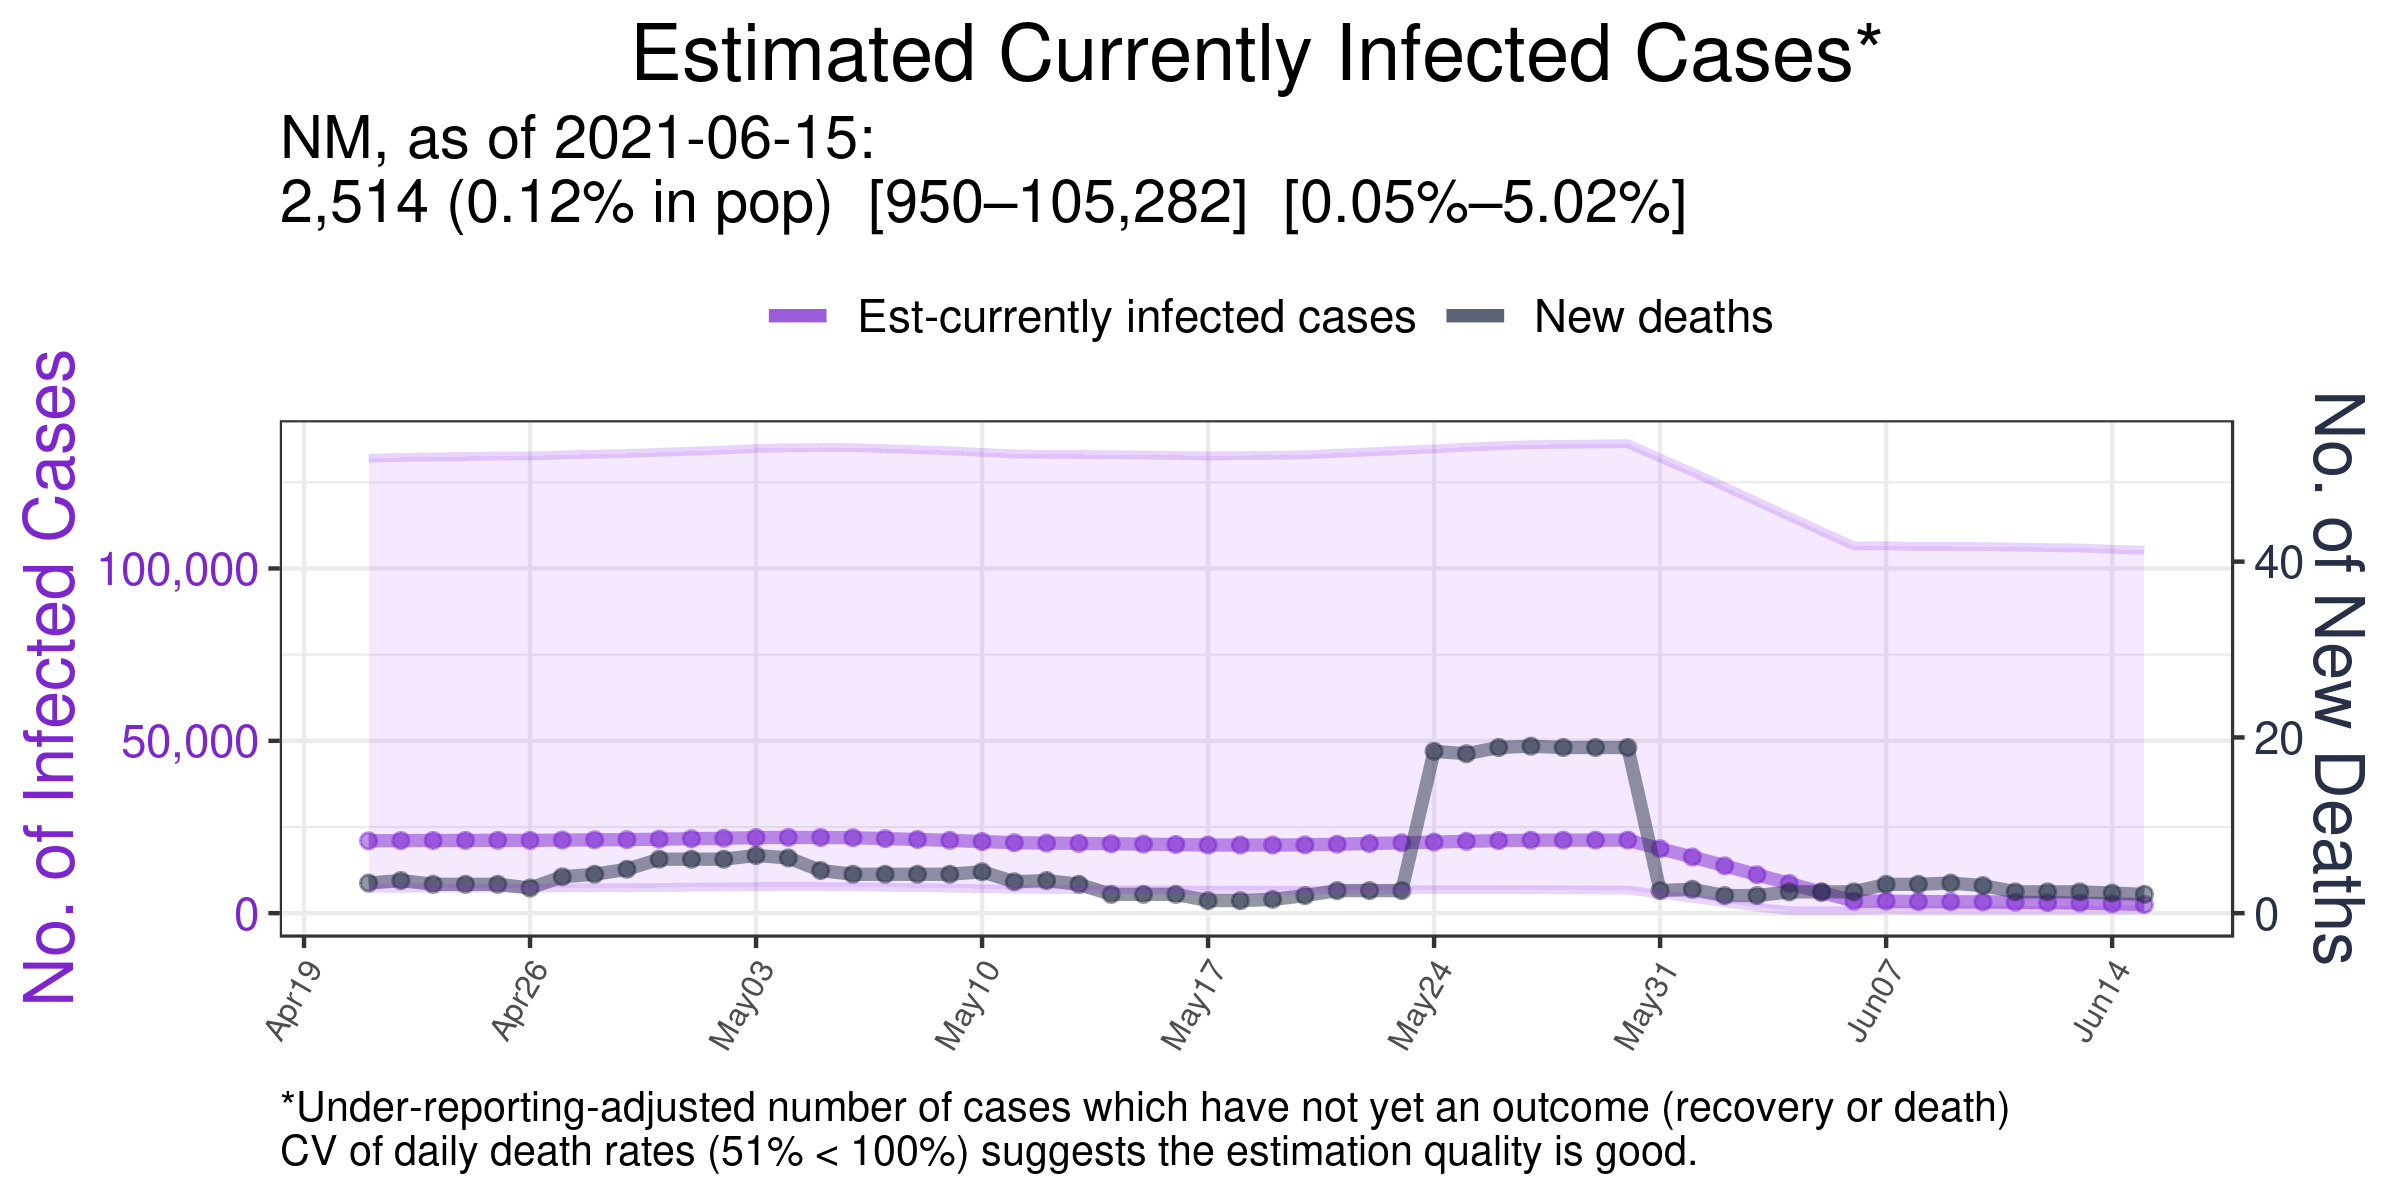 Estimated Currently Infected Cases*
NM, as of 2021-06-15:
2,514 (0.12% in pop)  [950–105,282]  [0.05%–5.02%]
Est-currently infected cases
New deaths
No. of Infected Cases
100,000
50,000
0
40
20
0
No. of New Deaths
Apr19
Apr26
May03
May10
May17
May24
May31
Jun07
Jun14
*Under-reporting-adjusted number of cases which have not yet an outcome (recovery or death)
CV of daily death rates (51% < 100%) suggests the estimation quality is good.